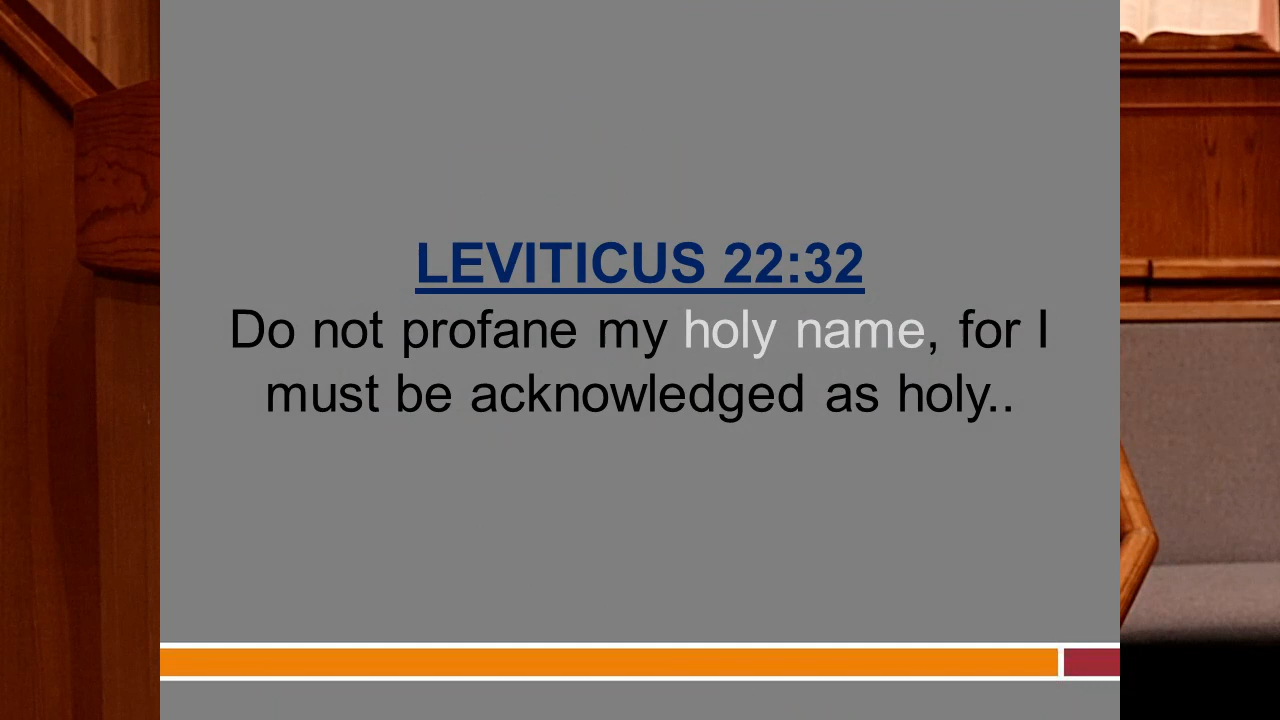 LEVITICUS 22:32
Do not profane my holy name, for I
must be acknowledged as holy..